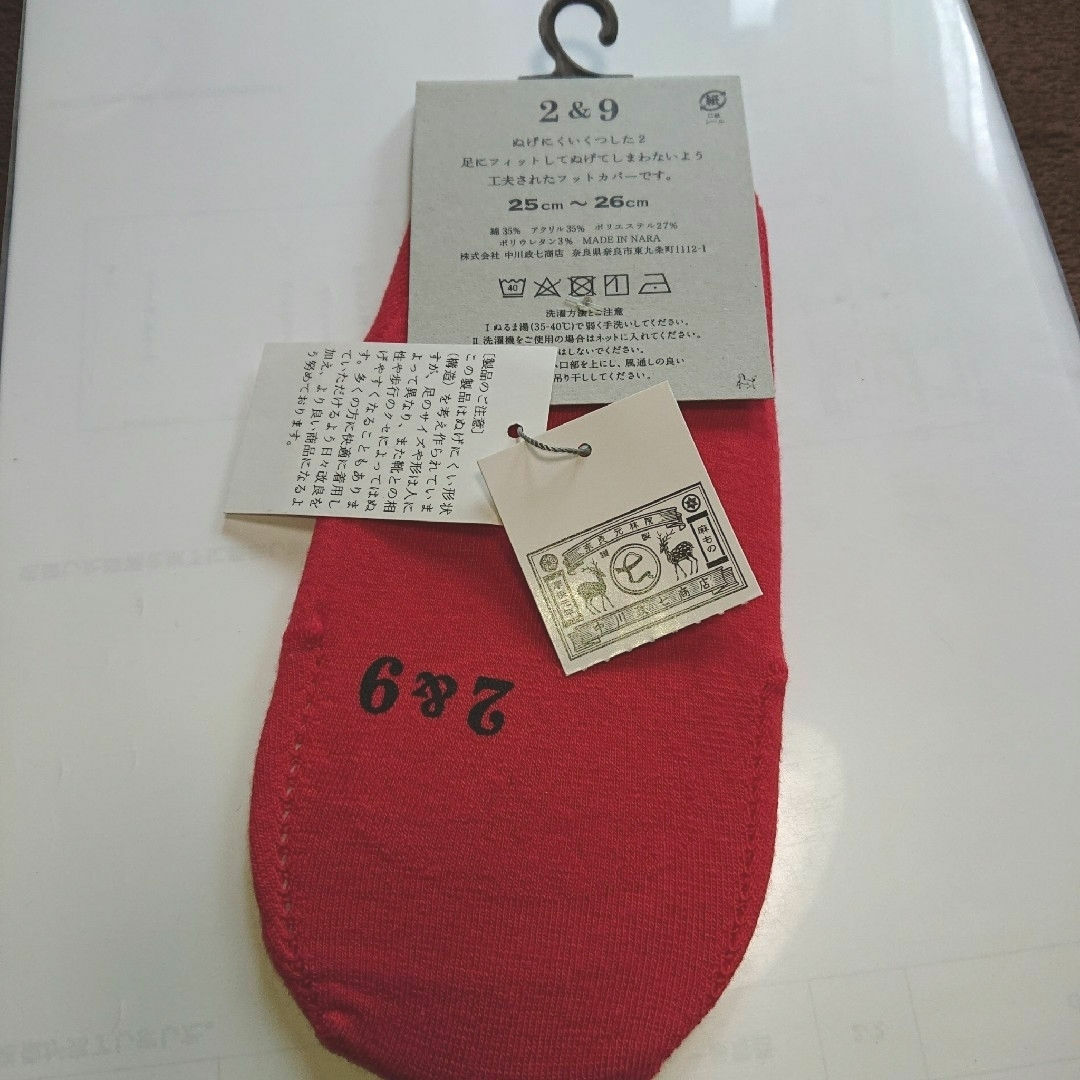 2 & 9
紙
ぬげにくいくつした2
足にフィットしてぬげてしまわないよう
工夫されたフットカバーです。
25cm ～ 26cm
綿35% アクリル35% ポリエステル27%
ポリウレタン3% MADE IN NARA
株式会社 中川政七商店 奈良県奈良市東九条町1112-1
40
洗濯方法とご注意
I ぬるま湯(35-40℃)で弱く手洗いしてください。
II 洗濯機をご使用の場合はネットに入れてください。
はしないでください。
口部を上にし、風通しの良い
吊り干ししてください。
[製品のご注意]
この製品はぬげにくい形状
(構造)を考え作られていま
すが、足のサイズや形は人に
よって異なり、また靴との相
性や歩行のクセによってはぬ
げやすくなることもありま
す。多くの方に快適に着用し
ていただけるよう日々改良を
加え、より良い商品になるよ
う努めております。
麻もの
七
中川政七商店
2&9